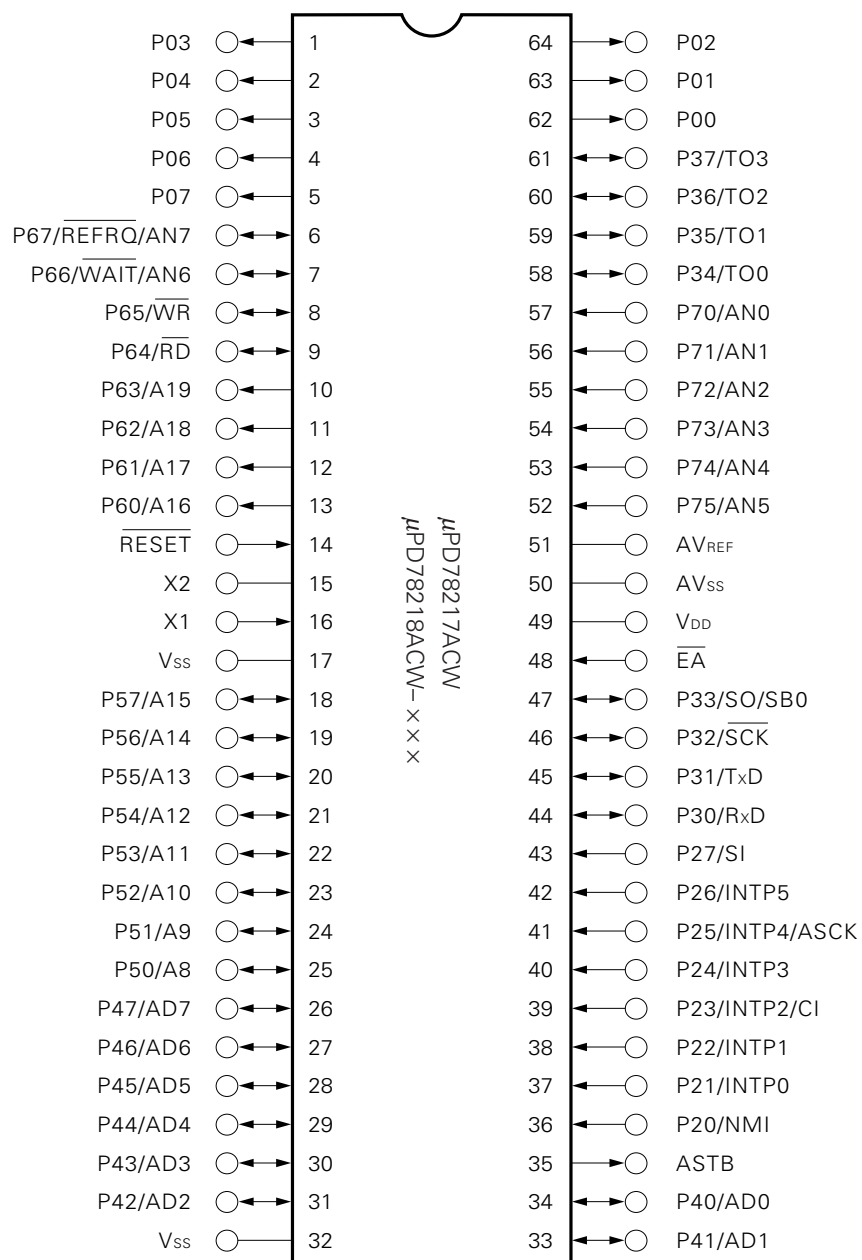 P03 1 64 P02
P04 2 63 P01
P05 3 62 P00
P06 4 61 P37/TO3
P07 5 60 P36/TO2
P67/REFRQ/AN7 6 59 P35/TO1
P66/WAIT/AN6 7 58 P34/TO0
P65/WR 8 57 P70/AN0
P64/RD 9 56 P71/AN1
P63/A19 10 55 P72/AN2
P62/A18 11 54 P73/AN3
P61/A17 12 53 P74/AN4
P60/A16 13 52 P75/AN5
RESET 14 51 AVREF
X2 15 50 AVSS
X1 16 49 VDD
VSS 17 48 EA
P57/A15 18 47 P33/SO/SB0
P56/A14 19 46 P32/SCK
P55/A13 20 45 P31/TxD
P54/A12 21 44 P30/RxD
P53/A11 22 43 P27/SI
P52/A10 23 42 P26/INTP5
P51/A9 24 41 P25/INTP4/ASCK
P50/A8 25 40 P24/INTP3
P47/AD7 26 39 P23/INTP2/CI
P46/AD6 27 38 P22/INTP1
P45/AD5 28 37 P21/INTP0
P44/AD4 29 36 P20/NMI
P43/AD3 30 35 ASTB
P42/AD2 31 34 P40/AD0
VSS 32 33 P41/AD1
μPD78217ACW
μPD78218ACW-×××